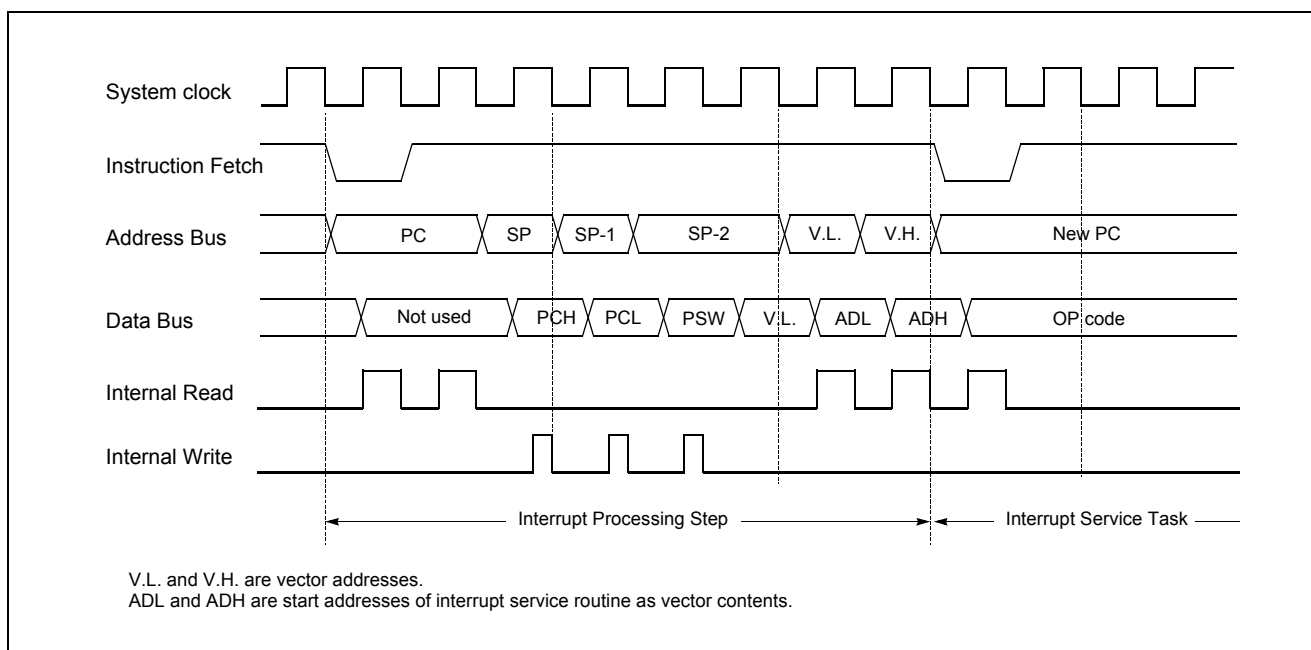 System clock
Instruction Fetch
Address Bus PC SP SP-1 SP-2 V.L. V.H. New PC
Data Bus Not used PCH PCL PSW V.L. ADL ADH OP code
Internal Read
Internal Write
Interrupt Processing Step Interrupt Service Task
V.L. and V.H. are vector addresses.
ADL and ADH are start addresses of interrupt service routine as vector contents.